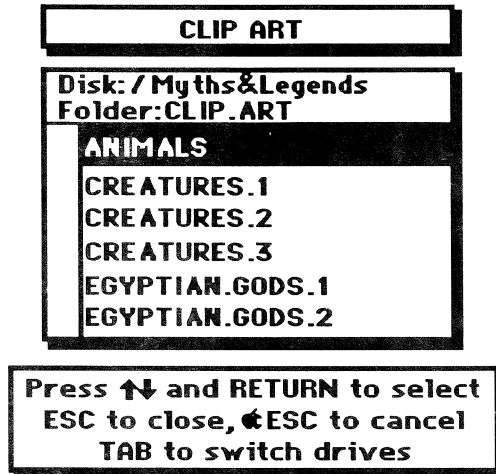 CLIP ART
Disk: / Myths&Legends
Folder:CLIP.ART
ANIMALS
CREATURES.1
CREATURES.2
CREATURES.3
EGYPTIAN.GODS.1
EGYPTIAN.GODS.2
Press ↑↓ and RETURN to select
ESC to close, ESC to cancel
TAB to switch drives